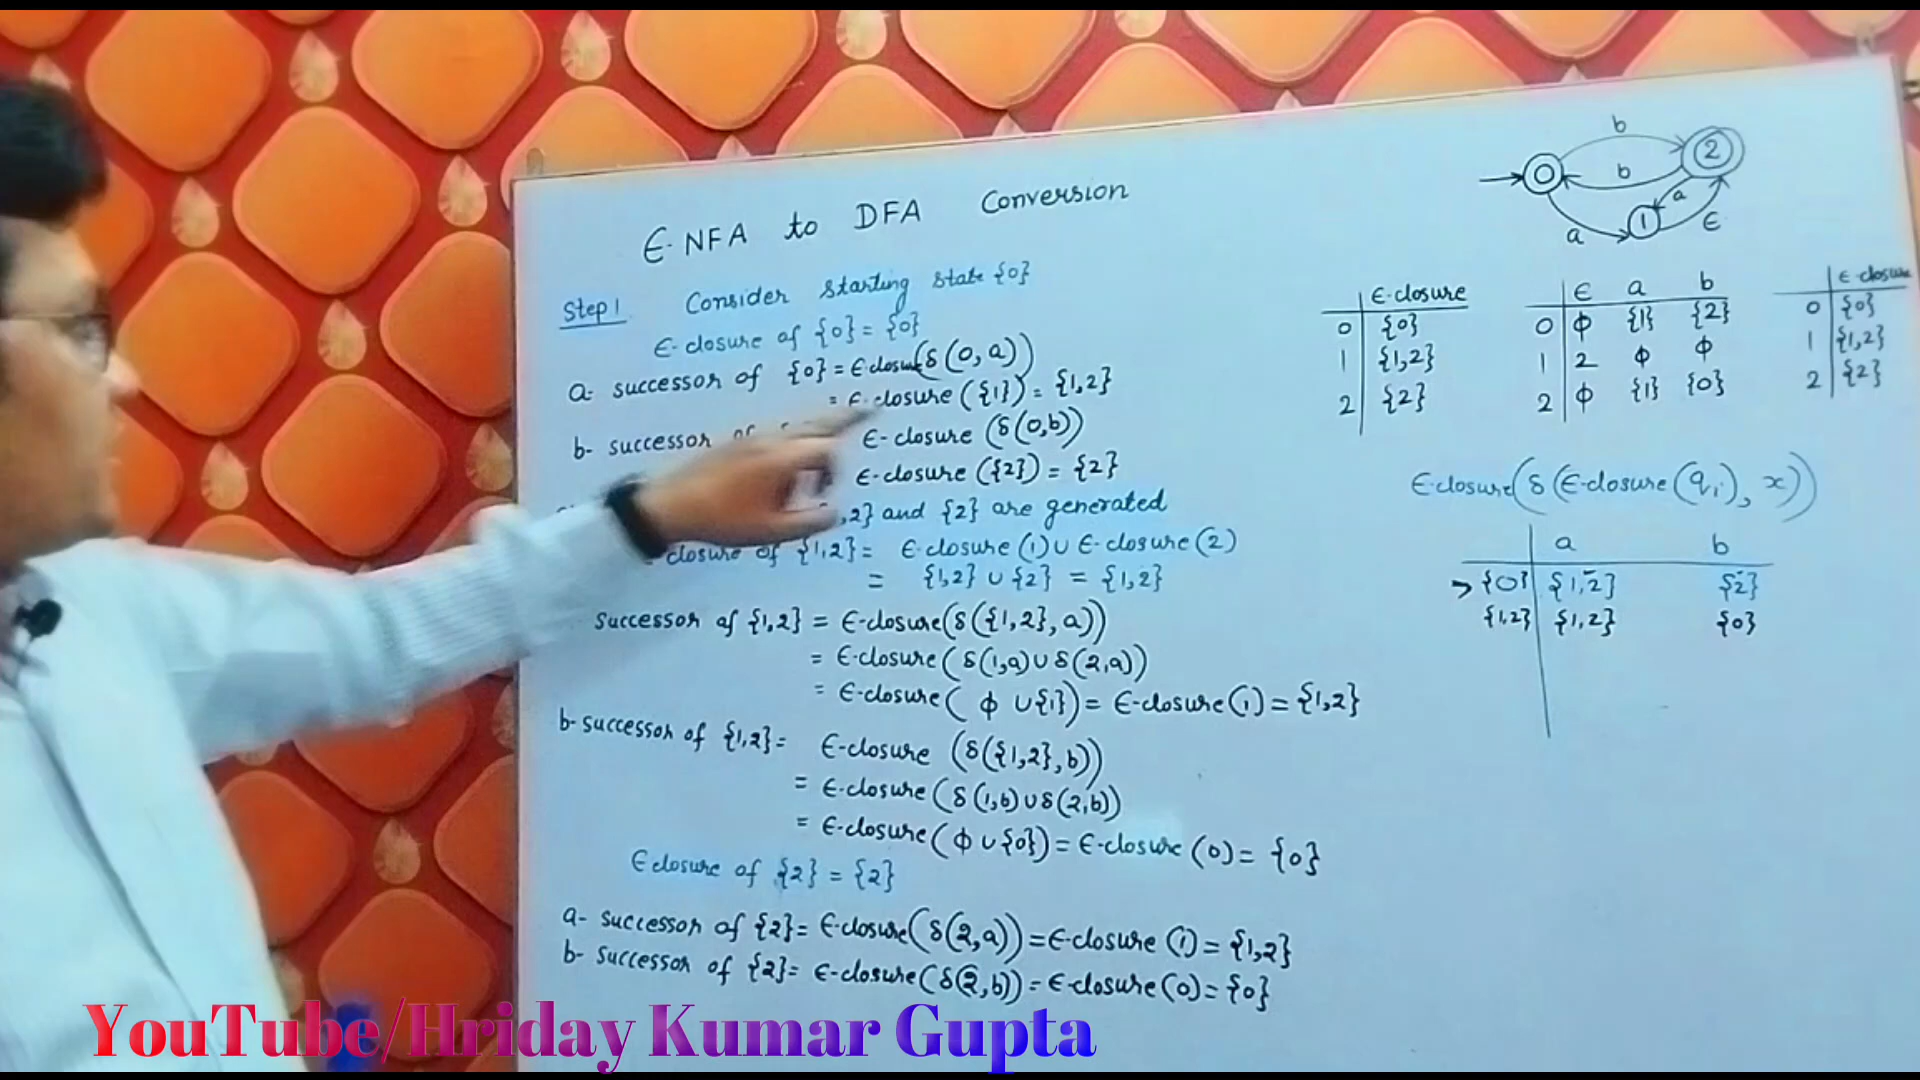 ϵ-NFA to DFA Conversion
Step 1 Consider starting state {0}
ϵ-closure of {0} = {0}
a- successor of {0} = ϵ-closure(δ(0,a))
= ϵ-closure({1}) = {1,2}
b- successor of ϵ-closure (δ(0,b))
ϵ-closure ({2}) = {2}
,2} and {2} are generated
closure of {1,2} = ϵ-closure(1) ∪ ϵ-closure(2)
= {1,2} ∪ {2} = {1,2}
successor of {1,2} = ϵ-closure(δ({1,2},a))
= ϵ-closure(δ(1,a) ∪ δ(2,a))
= ϵ-closure( ϕ ∪{1}) = ϵ-closure(1) = {1,2}
b- successor of {1,2} = ϵ-closure (δ({1,2},b))
= ϵ-closure(δ(1,b) ∪ δ(2,b))
= ϵ-closure(ϕ ∪ {0}) = ϵ-closure (0) = {0}
ϵ closure of {2} = {2}
a- successor of {2} = ϵ-closure(δ(2,a)) = ϵ-closure (1) = {1,2}
b- successor of {2} = ϵ-closure(δ(2,b)) = ϵ-closure(0) = {0}
b
0 b 2
a
1
a ϵ
ϵ-closure
0 {0}
1 {1,2}
2 {2}
ϵ a b
0 ϕ {1} {2}
1 2 ϕ ϕ
2 ϕ {1} {0}
ϵ-closure
0 {0}
1 {1,2}
2 {2}
ϵ-closure(δ(ϵ-closure(qi), x))
a b
→ {0} {1,2} {2}
{1,2} {1,2} {0}
YouTube/Hriday Kumar Gupta